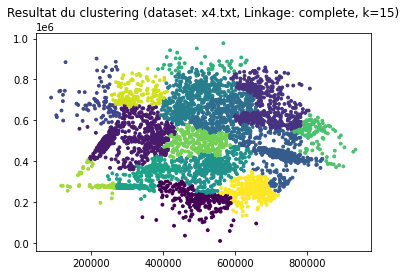 Resultat du clustering (dataset: x4.txt, Linkage: complete, k=15)
1e6
1.0
0.8
0.6
0.4
0.2
0.0
200000 400000 600000 800000